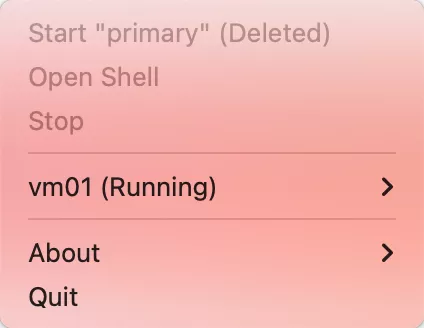 Start "primary" (Deleted)
Open Shell
Stop
vm01 (Running)
About
Quit